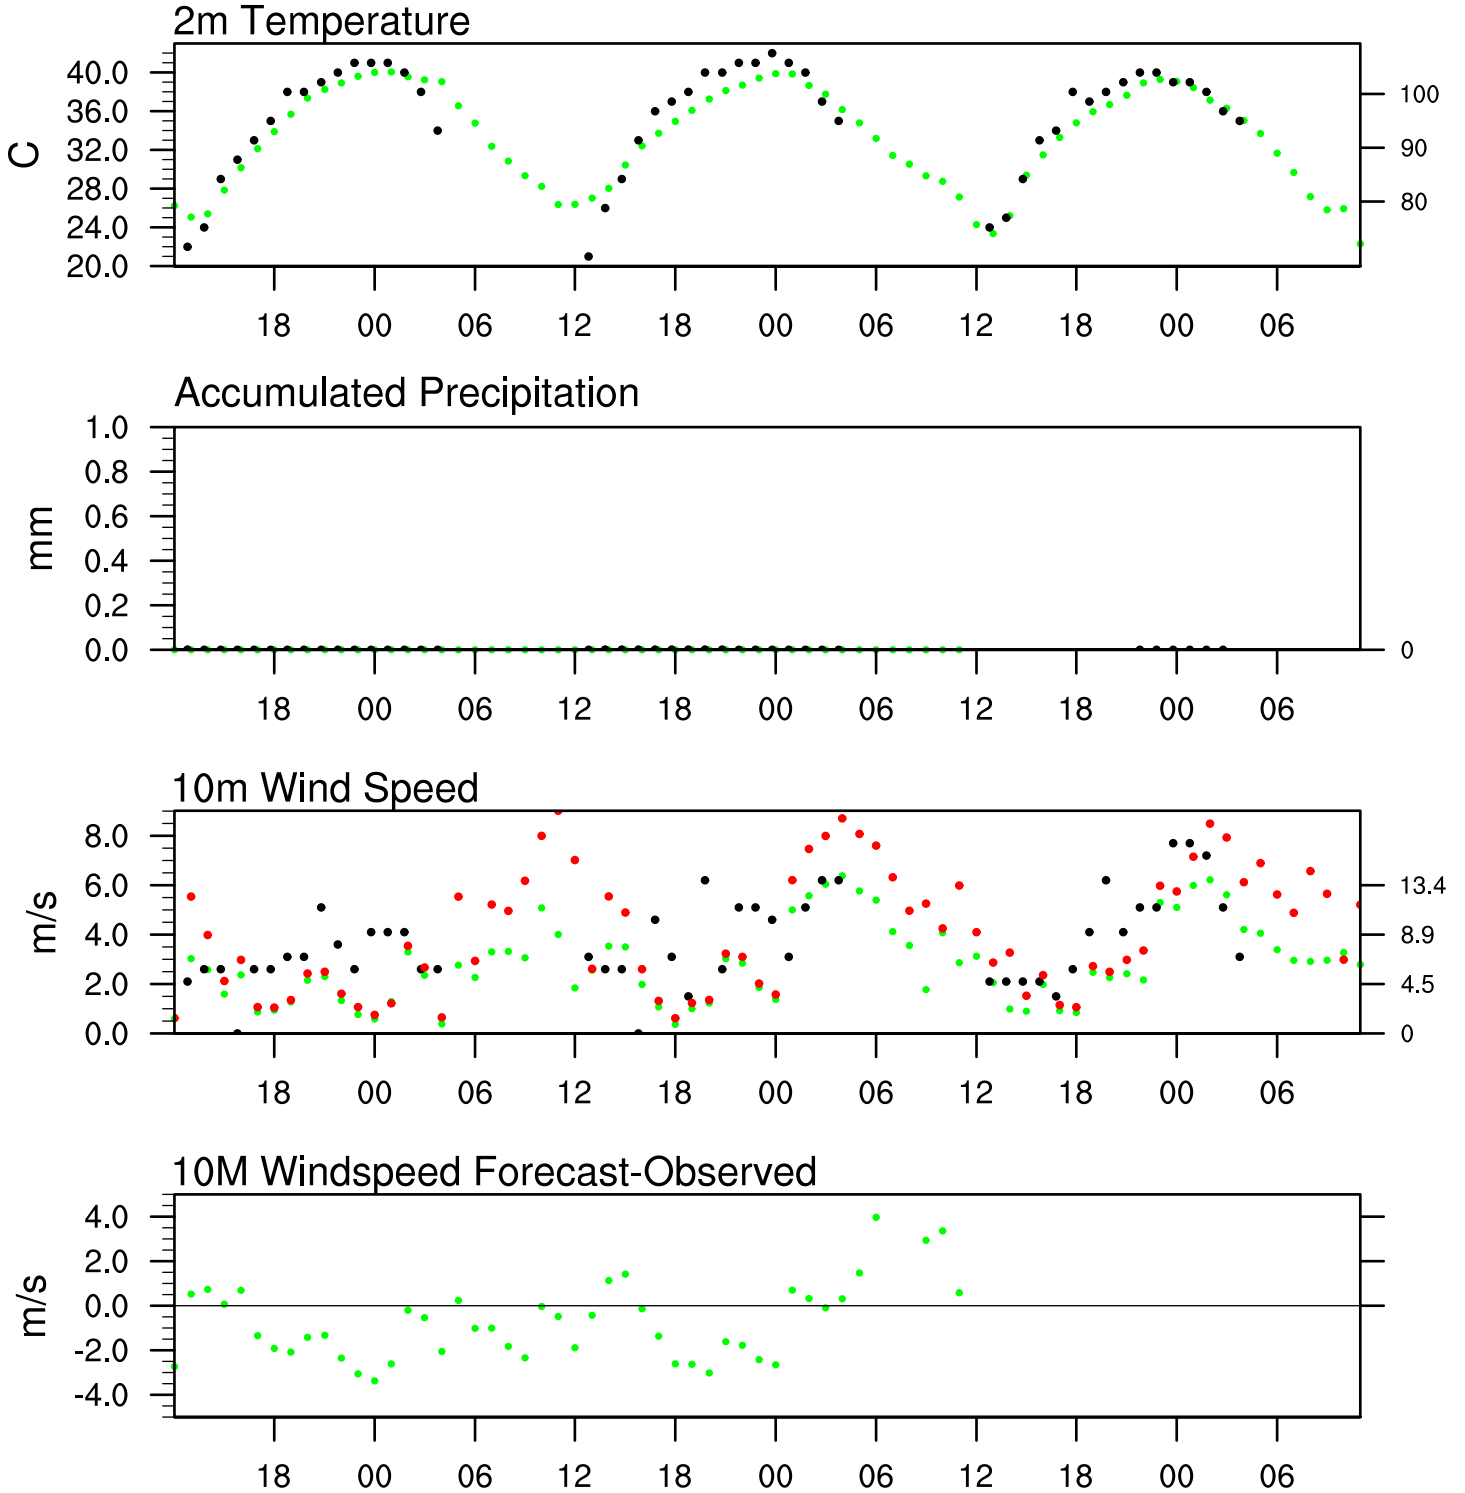 2m Temperature
C
40.0
36.0
32.0
28.0
24.0
20.0
100
90
80
18 00 06 12 18 00 06 12 18 00 06
Accumulated Precipitation
mm
1.0
0.8
0.6
0.4
0.2
0.0
0
18 00 06 12 18 00 06 12 18 00 06
10m Wind Speed
m/s
8.0
6.0
4.0
2.0
0.0
13.4
8.9
4.5
0
18 00 06 12 18 00 06 12 18 00 06
10M Windspeed Forecast-Observed
m/s
4.0
2.0
0.0
-2.0
-4.0
18 00 06 12 18 00 06 12 18 00 06